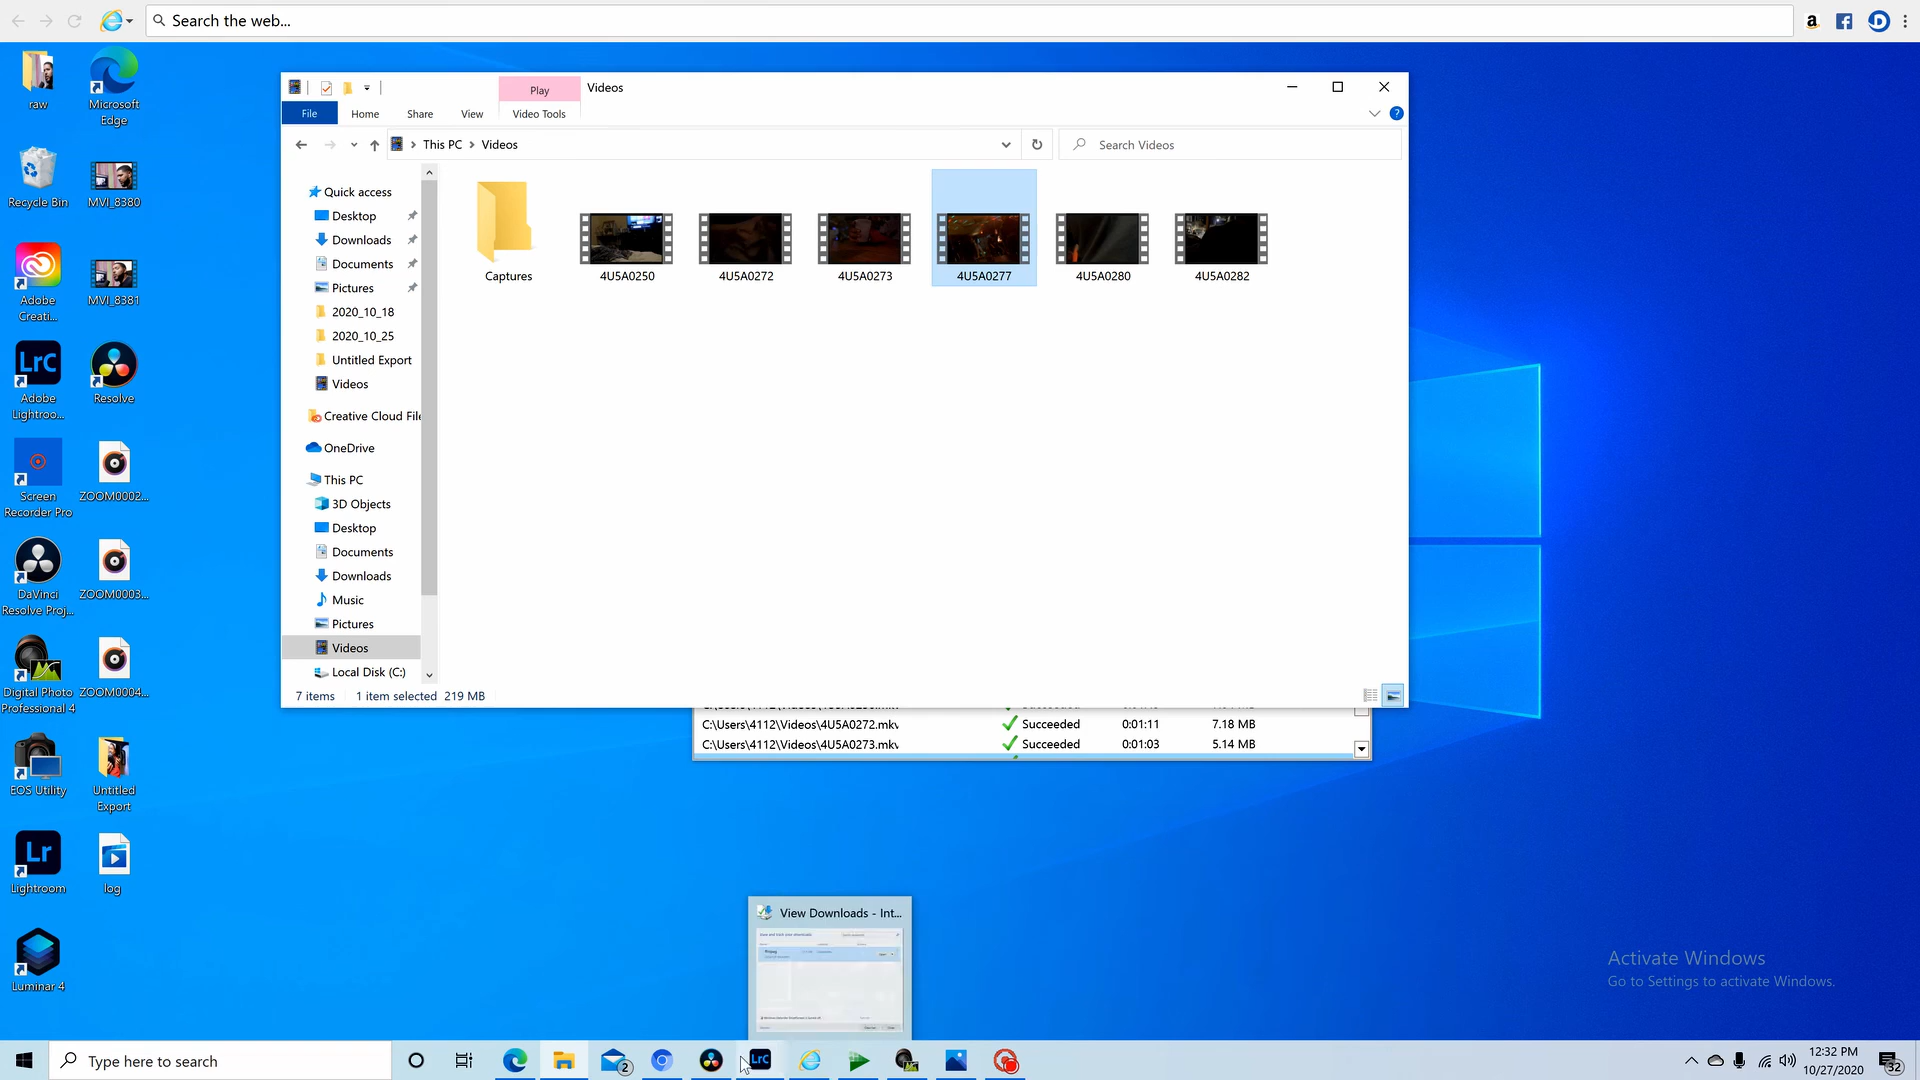 Search the web...
a
raw
Microsoft
Edge
Recycle Bin
MVI_8380
Adobe
Creati...
MVI_8381
LrC
Adobe
Lightroo...
Resolve
Screen
Recorder Pro
ZOOM0002...
DaVinci
Resolve Proj...
ZOOM0003...
Digital Photo
Professional 4
ZOOM0004...
EOS Utility
Untitled
Export
Lr
Lightroom
log
Luminar 4
Play
Videos
File
Home
Share
View
Video Tools
This PC
Videos
Search Videos
Quick access
Desktop
Downloads
Documents
Pictures
2020_10_18
2020_10_25
Untitled Export
Videos
Creative Cloud File
OneDrive
This PC
3D Objects
Desktop
Documents
Downloads
Music
Pictures
Videos
Local Disk (C:)
Captures
4U5A0250
4U5A0272
4U5A0273
4U5A0277
4U5A0280
4U5A0282
7 items
1 item selected 219 MB
C:\Users\4112\Videos\4U5A0272.mkv Succeeded 0:01:11 7.18 MB
C:\Users\4112\Videos\4U5A0273.mkv Succeeded 0:01:03 5.14 MB
View Downloads - Int...
Activate Windows
Go to Settings to activate Windows.
Type here to search
2
LrC
12:32 PM
10/27/2020
32